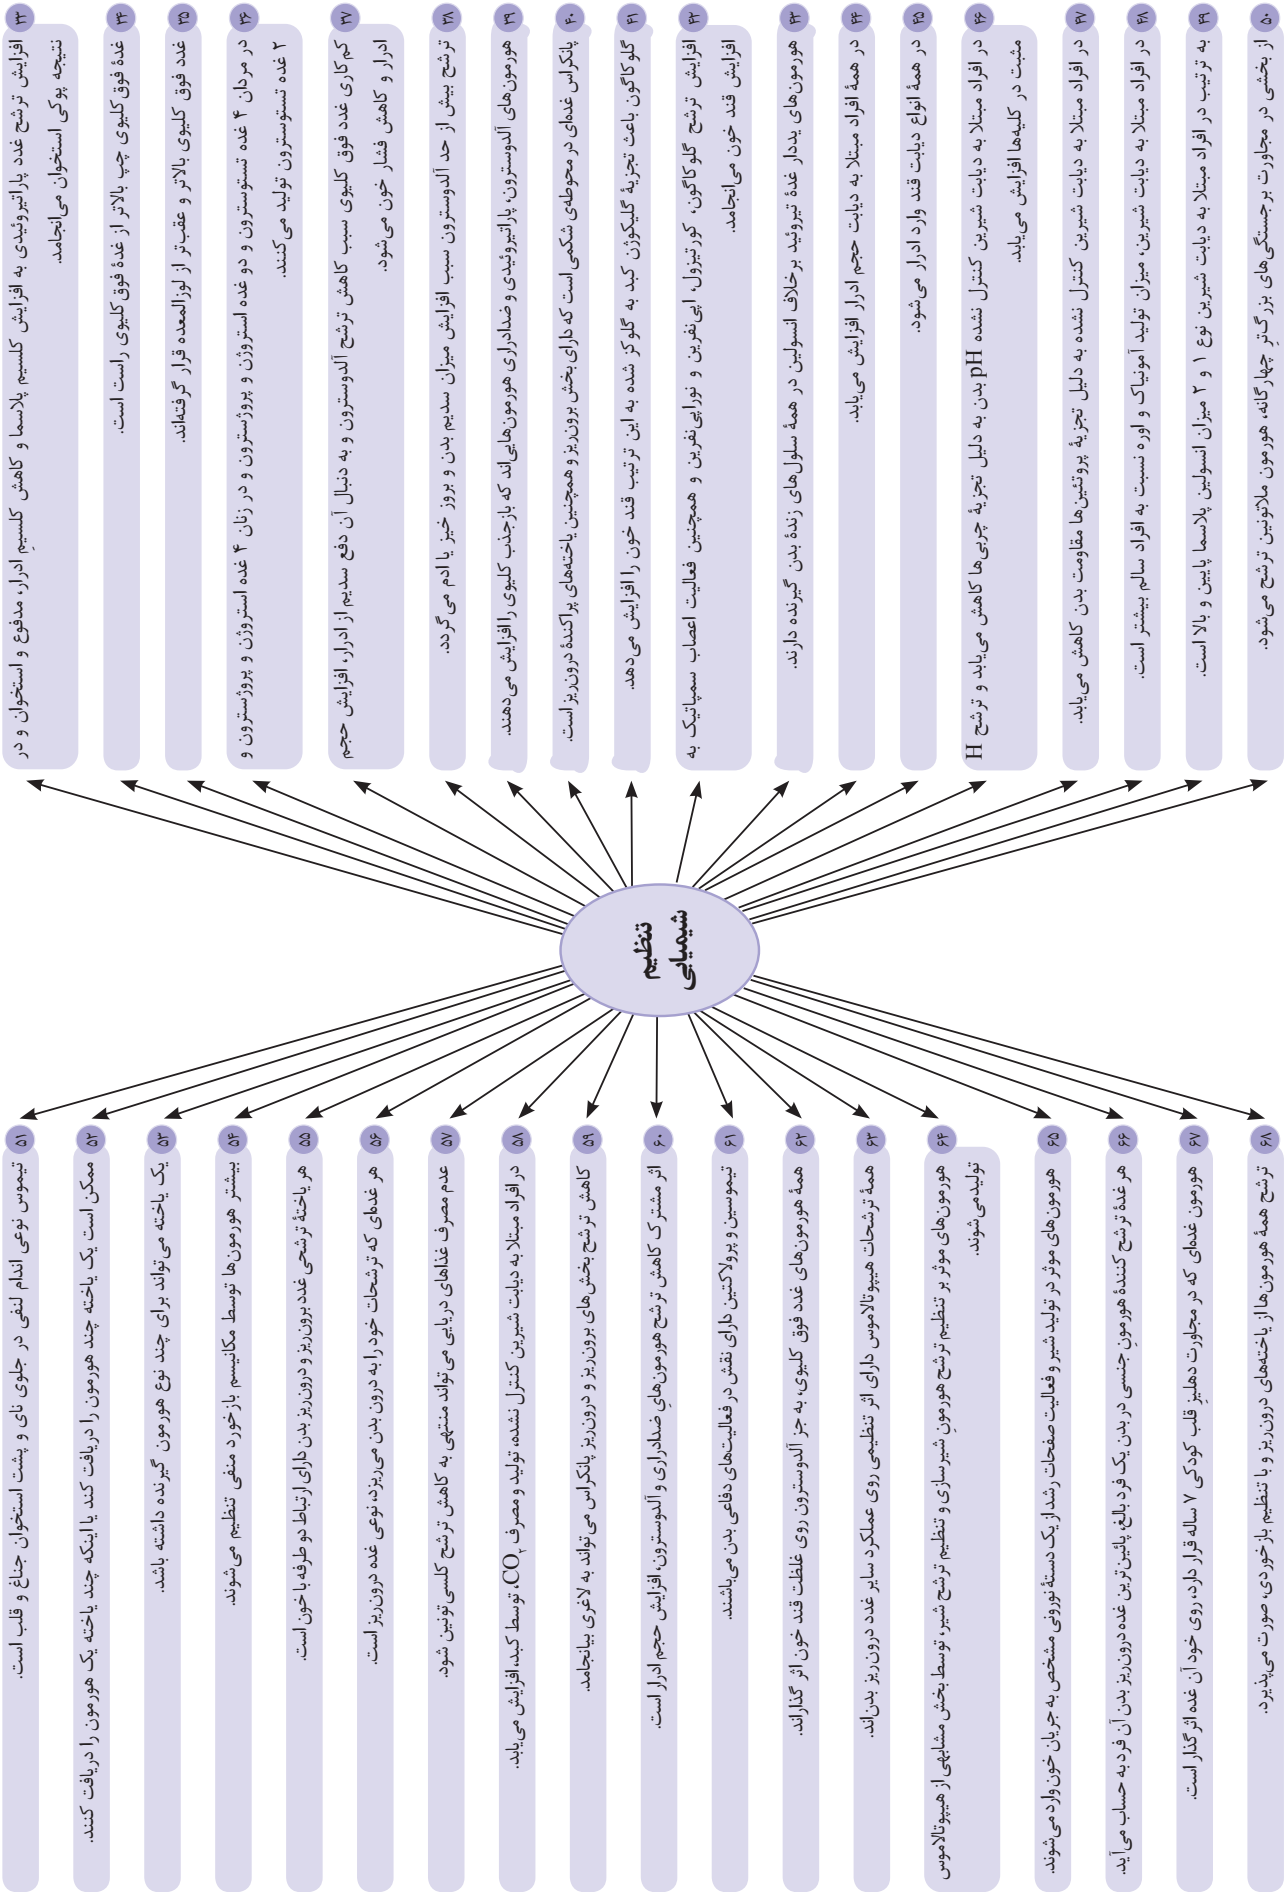 تنظیم
شیمیایی
۳۳
افزایش ترشح غدد پاراتیروئیدی به افزایش کلسیم پلاسما و کاهش کلسیمِ ادرار، مدفوع و استخوان و در
نتیجه پوکی استخوان می‌انجامد.
۳۴
غدهٔ فوق کلیوی چپ بالاتر از غدهٔ فوق‌کلیوی راست است.
۳۵
غدد فوق کلیوی بالاتر و عقب‌تر از لوزالمعده قرار گرفته‌اند.
۳۶
در مردان ۴ غده تستوسترون و دو غده استروژن و پروژسترون و در زنان ۴ غده استروژن و پروژسترون و
۲ غده تستوسترون تولید می‌کنند.
۳۷
کم‌کاری غدد فوق کلیوی سبب کاهش ترشح آلدوسترون و به دنبال آن دفع سدیم از ادرار، افزایش حجم
ادرار و کاهش فشار خون می‌شود.
۳۸
ترشح بیش از حد آلدوسترون سبب افزایش میزان سدیم بدن و بروز خیز یا ادم می‌گردد.
۳۹
هورمون‌های آلدوسترون، پاراتیروئیدی و ضدادراری هورمون‌هایی‌اند که بازجذب کلیوی را افزایش می‌دهند.
۴۰
پانکراس غده‌ای در محوطه‌ی شکمی است که دارای بخش برون‌ریز و همچنین یاخته‌های پراکندهٔ درون‌ریز است.
۴۱
گلوکاگون باعث تجزیهٔ گلیکوژن کبد به گلوکز شده به این ترتیب قند خون را افزایش می‌دهد.
۴۲
افزایش ترشح گلوکاگون، کورتیزول، اپی‌نفرین و نوراپی‌نفرین و همچنین فعالیت اعصاب سمپاتیک به
افزایش قند خون می‌انجامد.
۴۳
هورمون‌های یددار غدهٔ تیروئید برخلاف انسولین در همهٔ سلول‌های زندهٔ بدن گیرنده دارند.
۴۴
در همهٔ افراد مبتلا به دیابت حجم ادرار افزایش می‌یابد.
۴۵
در همهٔ انواع دیابت قند وارد ادرار می‌شود.
۴۶
در افراد مبتلا به دیابت شیرین کنترل نشده pH بدن به دلیل تجزیهٔ چربی‌ها کاهش می‌یابد و ترشح H
مثبت در کلیه‌ها افزایش می‌یابد.
۴۷
در افراد مبتلا به دیابت شیرین کنترل نشده به دلیل تجزیهٔ پروتئین‌ها مقاومت بدن کاهش می‌یابد.
۴۸
در افراد مبتلا به دیابت شیرین، میزان تولید آمونیاک و اوره نسبت به افراد سالم بیشتر است.
۴۹
به ترتیب در افراد مبتلا به دیابت شیرین نوع ۱ و ۲ میزان انسولین پلاسما پایین و بالا است.
۵۰
از بخشی در مجاورت برجستگی‌های بزرگ‌ترِ چهارگانه، هورمون ملاتونین ترشح می‌شود.
۵۱
تیموس نوعی اندام لنفی در جلوی نای و پشت استخوان جناغ و قلب است.
۵۲
ممکن است یک یاخته چند هورمون را دریافت کند یا اینکه چند یاخته یک هورمون را دریافت کنند.
۵۳
یک یاخته می‌تواند برای چند نوع هورمون گیرنده داشته باشد.
۵۴
بیشتر هورمون‌ها توسط مکانیسم بازخورد منفی تنظیم می‌شوند.
۵۵
هر یاختهٔ ترشحی غدد برون‌ریز و درون‌ریز بدن دارای ارتباط دو طرفه با خون است.
۵۶
هر غده‌ای که ترشحات خود را به درون بدن می‌ریزد، نوعی غده درون‌ریز است.
۵۷
عدم مصرف غذاهای دریایی می‌تواند منتهی به کاهش ترشح کلسی‌تونین شود.
۵۸
در افراد مبتلا به دیابت شیرین کنترل نشده، تولید و مصرف CO₂، توسط کبد، افزایش می‌یابد.
۵۹
کاهش ترشح بخش‌های برون‌ریز و درون‌ریز پانکراس می‌تواند به لاغری بیانجامد.
۶۰
اثر مشترک کاهش ترشح هورمون‌های ضدادراری و آلدوسترون، افزایش حجم ادرار است.
۶۱
تیموسین و پرولاکتین دارای نقش در فعالیت‌های دفاعی بدن می‌باشند.
۶۲
همهٔ هورمون‌های غدد فوق کلیوی، به جز آلدوسترون روی غلظت قند خون اثر گذاراند.
۶۳
همهٔ ترشحات هیپوتالاموس دارای اثر تنظیمی روی عملکرد سایر غدد درون‌ریز بدن‌اند.
۶۴
هورمون‌های موثر بر تنظیم ترشح هورمونِ شیرسازی و تنظیم ترشح شیر، توسط بخش مشابهی از هیپوتالاموس
تولیدمی‌شوند.
۶۵
هورمون‌های موثر در تولید شیر و فعالیت صفحات رشد از یک دستهٔ نورونی مشخص به جریان خون وارد می‌شوند.
۶۶
هر غدهٔ ترشح کنندهٔ هورمونِ جنسی در بدن یک فرد بالغ، پائین‌ترین غده درون‌ریز بدن آن فرد به حساب می‌آید.
۶۷
هورمون غده‌ای که در مجاورت دهلیزِ قلب کودکی ۷ ساله قرار دارد، روی خود آن غده اثر گذار است.
۶۸
ترشح همهٔ هورمون‌ها از یاخته‌های درون‌ریز و با تنظیم بازخوردی، صورت می‌پذیرد.